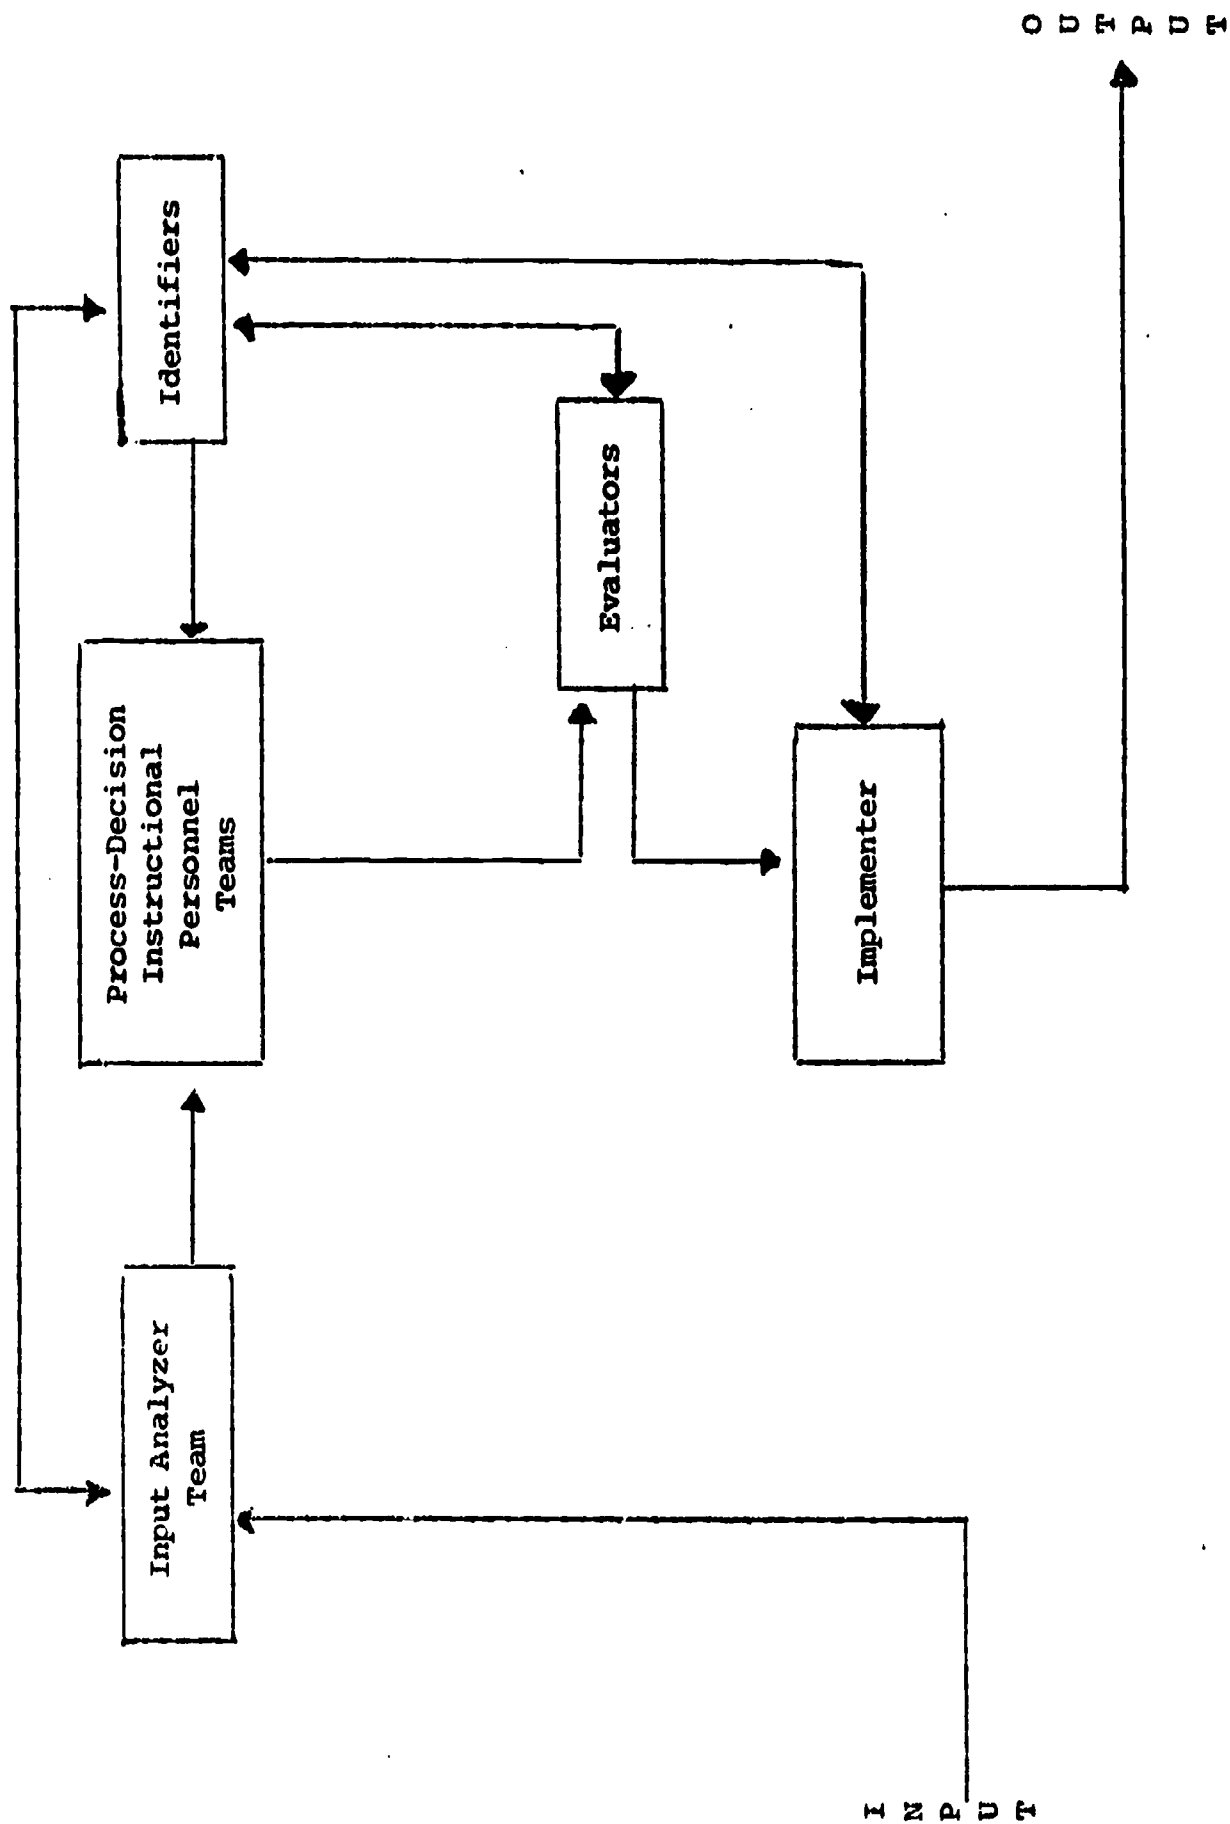 INPUT
Input Analyzer
Team
Process-Decision
Instructional
Personnel
Teams
Identifiers
Evaluators
Implementer
OUTPUT